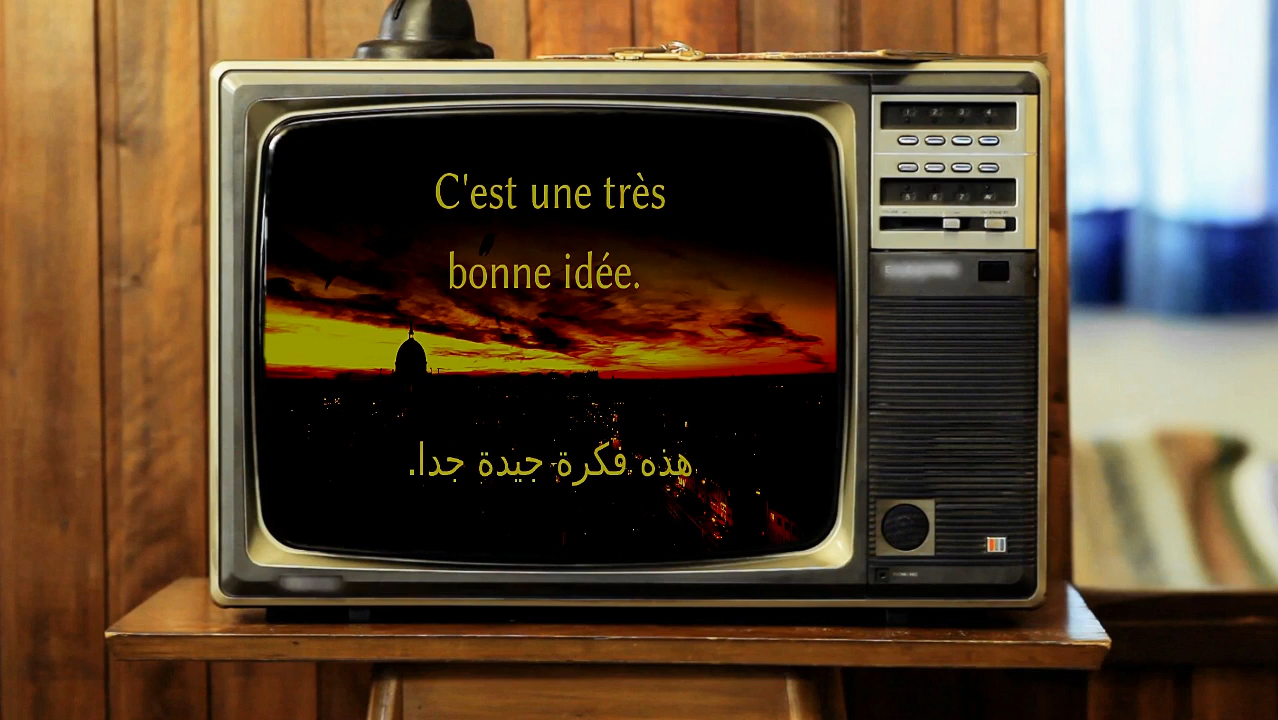 C'est une très
bonne idée.
هذه فكرة جيدة جدا.